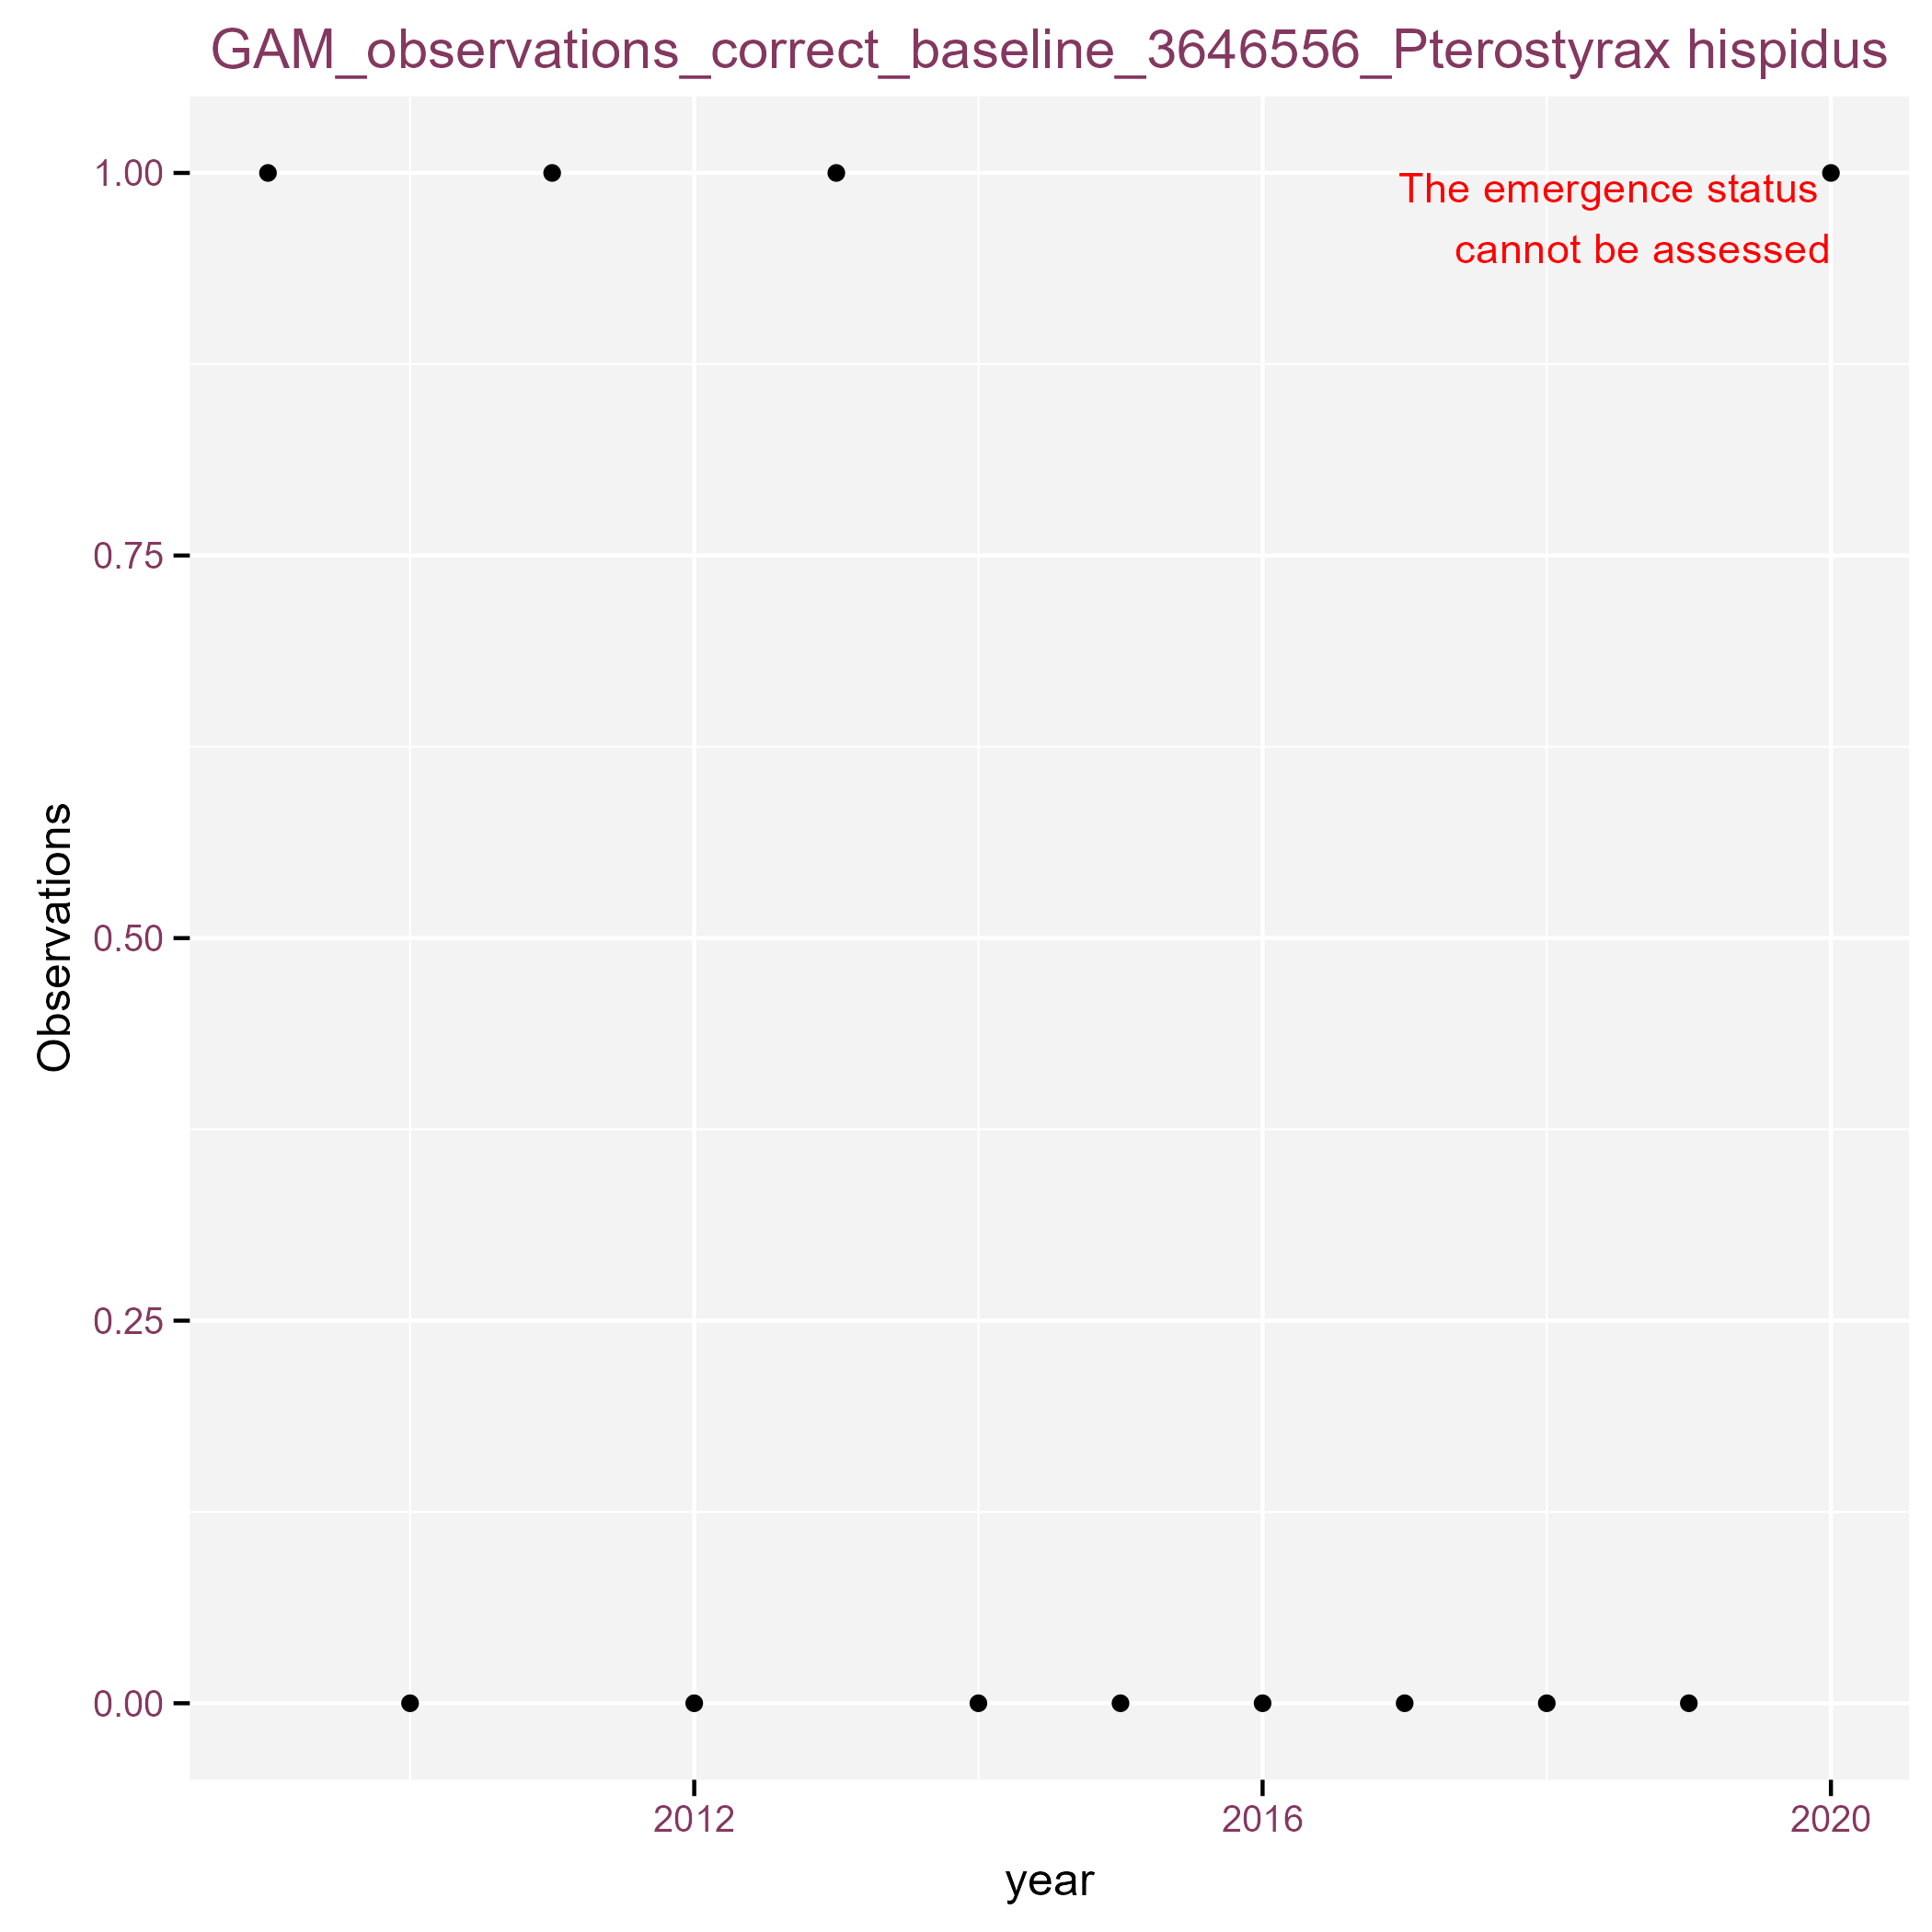 GAM_observations_correct_baseline_3646556_Pterostyrax hispidus
1.00
The emergence status
cannot be assessed
0.75
Observations
0.50
0.25
0.00
2012 2016 2020
year